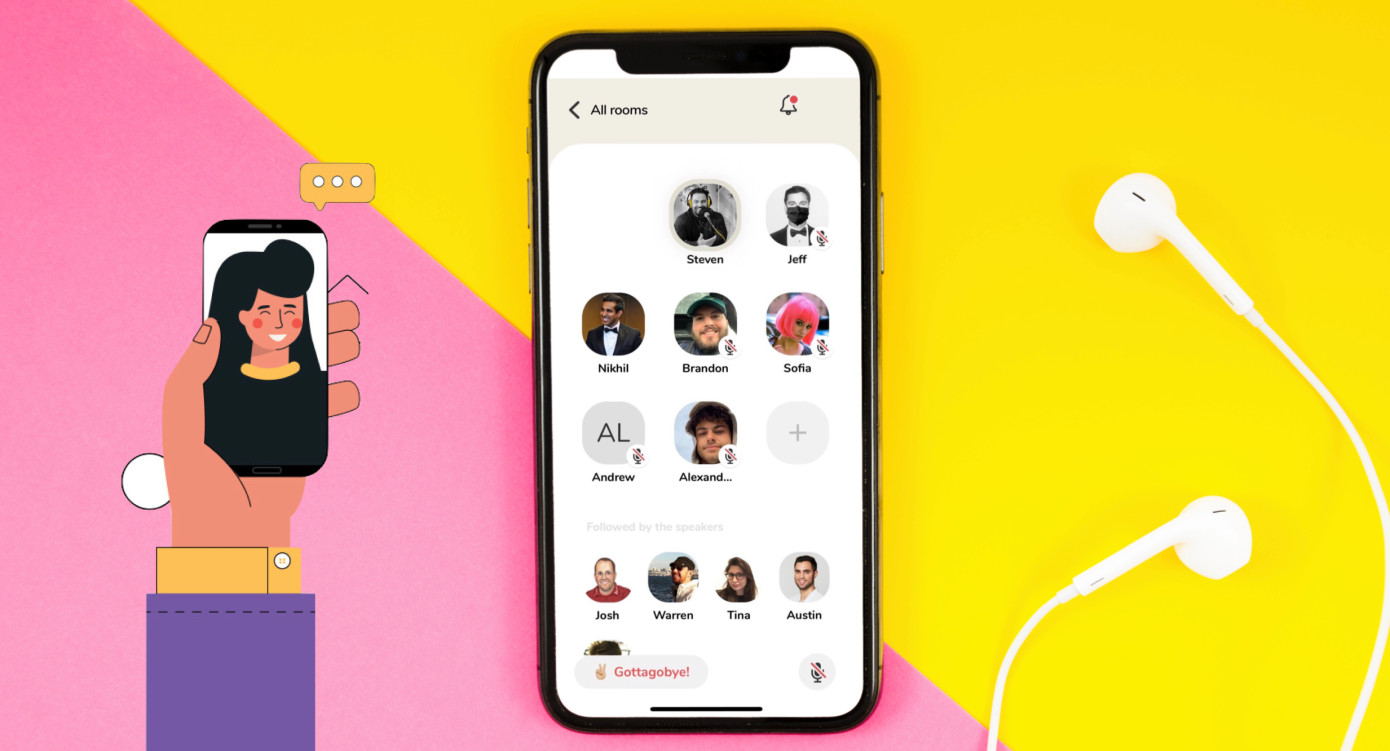 All rooms
Steven
Jeff
Nikhil
Brandon
Sofia
AL
Andrew
Alexand...
Followed by the speakers
Josh
Warren
Tina
Austin
✌🏼 Gottagobye!